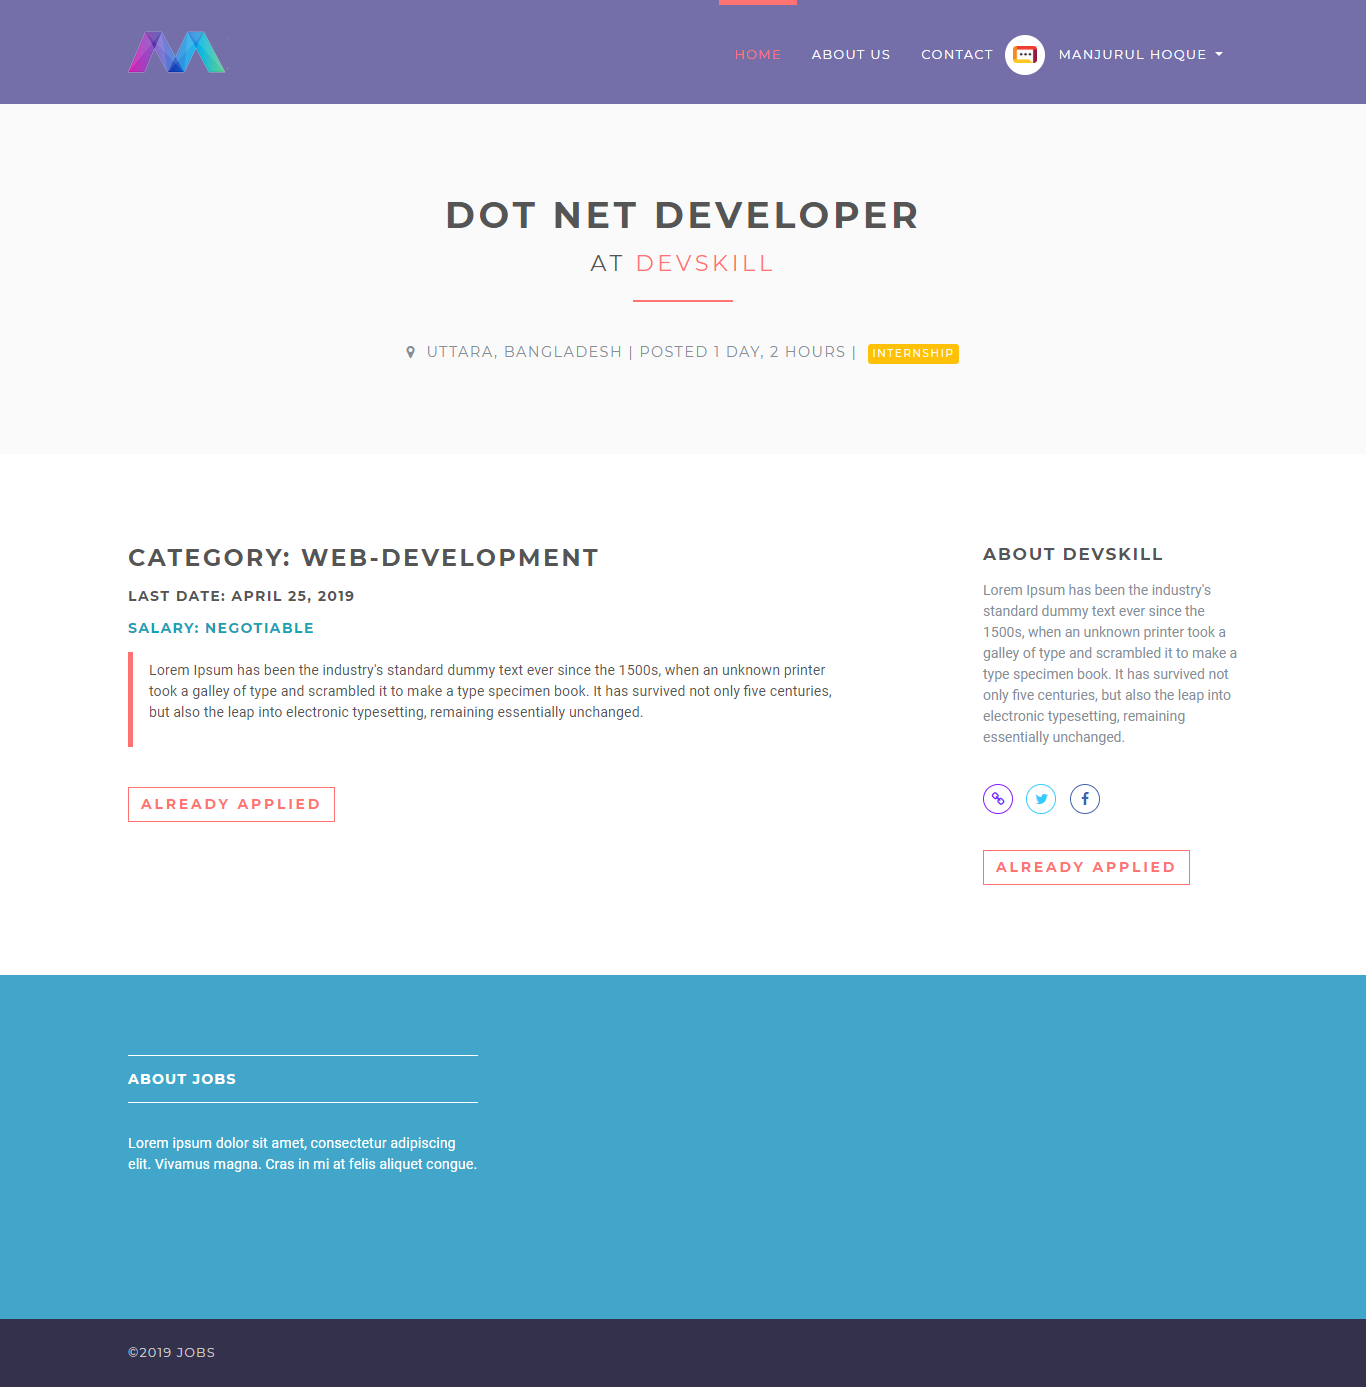 HOME ABOUT US CONTACT MANJURUL HOQUE
DOT NET DEVELOPER
AT DEVSKILL
UTTARA, BANGLADESH | POSTED 1 DAY, 2 HOURS | INTERNSHIP
CATEGORY: WEB-DEVELOPMENT
LAST DATE: APRIL 25, 2019
SALARY: NEGOTIABLE
Lorem Ipsum has been the industry's standard dummy text ever since the 1500s, when an unknown printer
took a galley of type and scrambled it to make a type specimen book. It has survived not only five centuries,
but also the leap into electronic typesetting, remaining essentially unchanged.
ALREADY APPLIED
ABOUT DEVSKILL
Lorem Ipsum has been the industry's
standard dummy text ever since the
1500s, when an unknown printer took a
galley of type and scrambled it to make a
type specimen book. It has survived not
only five centuries, but also the leap into
electronic typesetting, remaining
essentially unchanged.
ALREADY APPLIED
ABOUT JOBS
Lorem ipsum dolor sit amet, consectetur adipiscing
elit. Vivamus magna. Cras in mi at felis aliquet congue.
©2019 JOBS